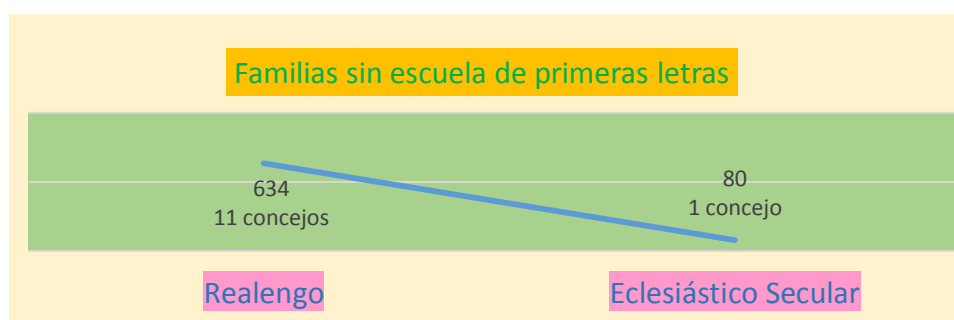 Familias sin escuela de primeras letras
634
11 concejos
80
1 concejo
Realengo
Eclesiástico Secular